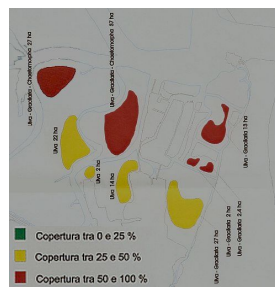 Ulva - Gracilaria - Chaetomorpha 27 ha
Ulva - Gracilaria - Chaetomorpha 57 ha
Ulva 22 ha
Ulva 2 ha
Ulva 14 ha
Ulva - Gracilaria 13 ha
Ulva - Gracilaria 27 ha
Ulva - Gracilaria 2 ha
Ulva - Gracilaria 2,4 ha
Copertura tra 0 e 25 %
Copertura tra 25 e 50 %
Copertura tra 50 e 100 %